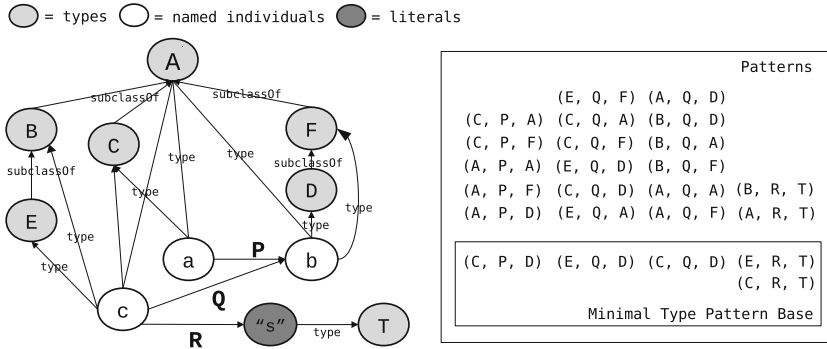 = types = named individuals = literals
A
subclassOf subclassOf
B C F
subclassOf type type subclassOf
type D
E type type type
a P b
type Q
c
R "s" type T
Patterns
(E, Q, F) (A, Q, D)
(C, P, A) (C, Q, A) (B, Q, D)
(C, P, F) (C, Q, F) (B, Q, A)
(A, P, A) (E, Q, D) (B, Q, F)
(A, P, F) (C, Q, D) (A, Q, A) (B, R, T)
(A, P, D) (E, Q, A) (A, Q, F) (A, R, T)
(C, P, D) (E, Q, D) (C, Q, D) (E, R, T)
(C, R, T)
Minimal Type Pattern Base